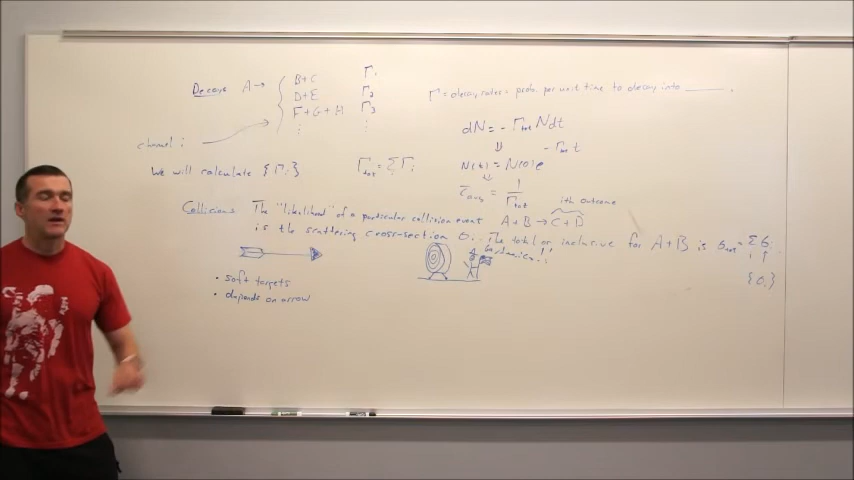 Decays A → { B+C Γ₁
D+E Γ₂
F+G+H Γ₃
⋮ ⋮
channel i
We will calculate {Γi} Γtot = Σ Γi
Γ = decay rates = prob. per unit time to decay into ____.
dN = -Γtot N dt
⇓
N(t) = N(0)e^(-Γtot t)
τavg = 1/Γtot
ith outcome
Collisions The "likelihood" of a particular collision event A+B → C+D
is the scattering cross-section σi. The total or inclusive for A+B is σtot = Σ σi
i
{σi}
• soft targets
• depends on arrow